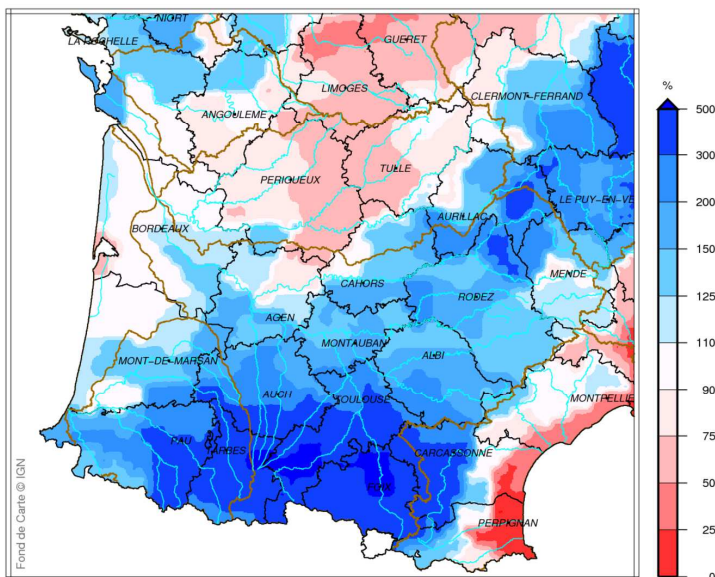 NIORT
LA ROCHELLE
GUERET
%
LIMOGES
CLERMONT-FERRAND
500
ANGOULEME
300
TULLE
PERIGUEUX
200
LE PUY-EN-VE
AURILLAC
BORDEAUX
150
MENDE
CAHORS
RODEZ
125
AGEN
MONTAUBAN
ALBI
MONT-DE-MARSAN
110
AUCH
TOULOUSE
MONTPELLIE
90
PAU
TARBES
CARCASSONNE
75
FOIX
50
PERPIGNAN
25
0
Fond de Carte © IGN